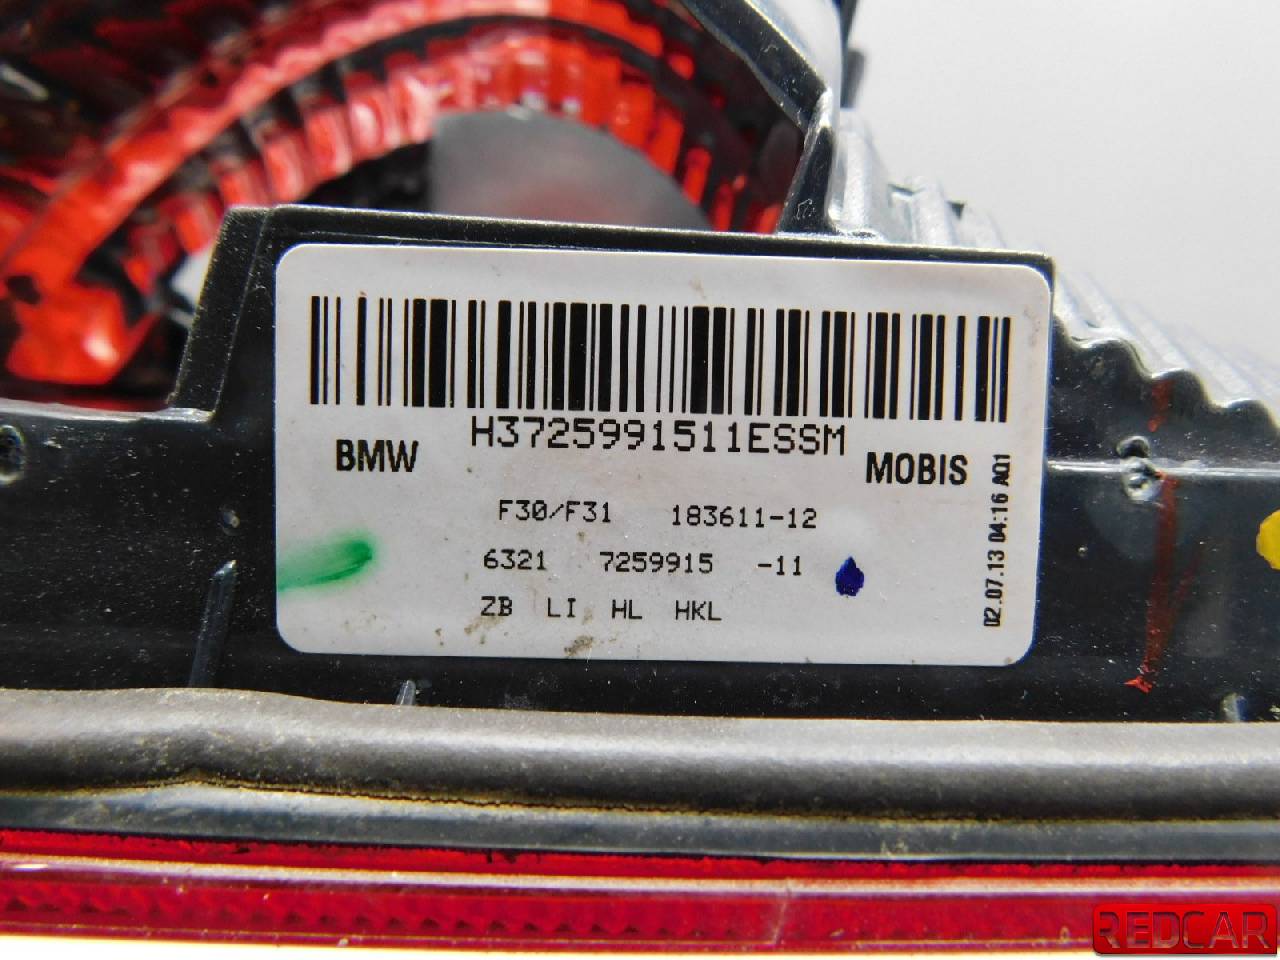 H3725991511ESSM
BMW
MOBIS
F30/F31 183611-12
6321 7259915 -11
ZB LI HL HKL
02.07.13 04:16 A01
REDCAR